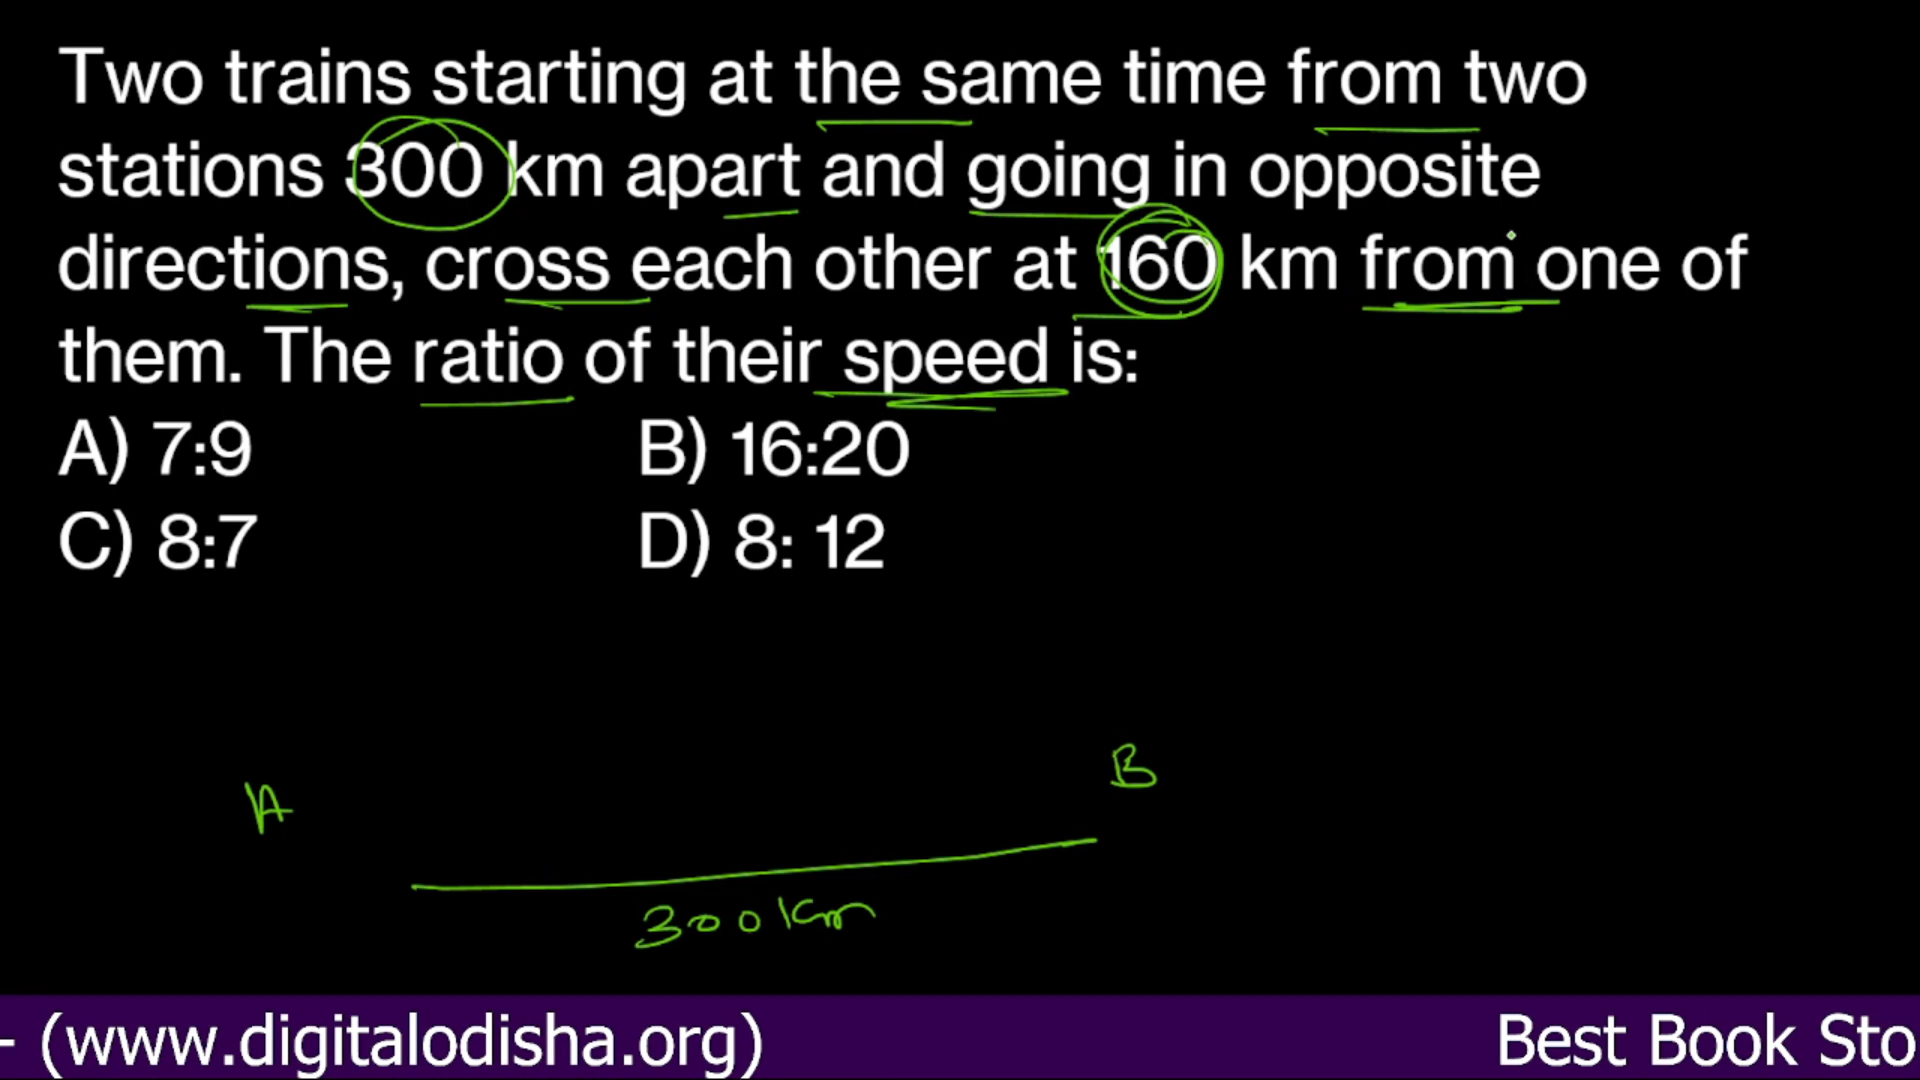 Two trains starting at the same time from two
stations 300 km apart and going in opposite
directions, cross each other at 160 km from one of
them. The ratio of their speed is:
A) 7:9 B) 16:20
C) 8:7 D) 8: 12
A B
300 Km
- (www.digitalodisha.org) Best Book Sto